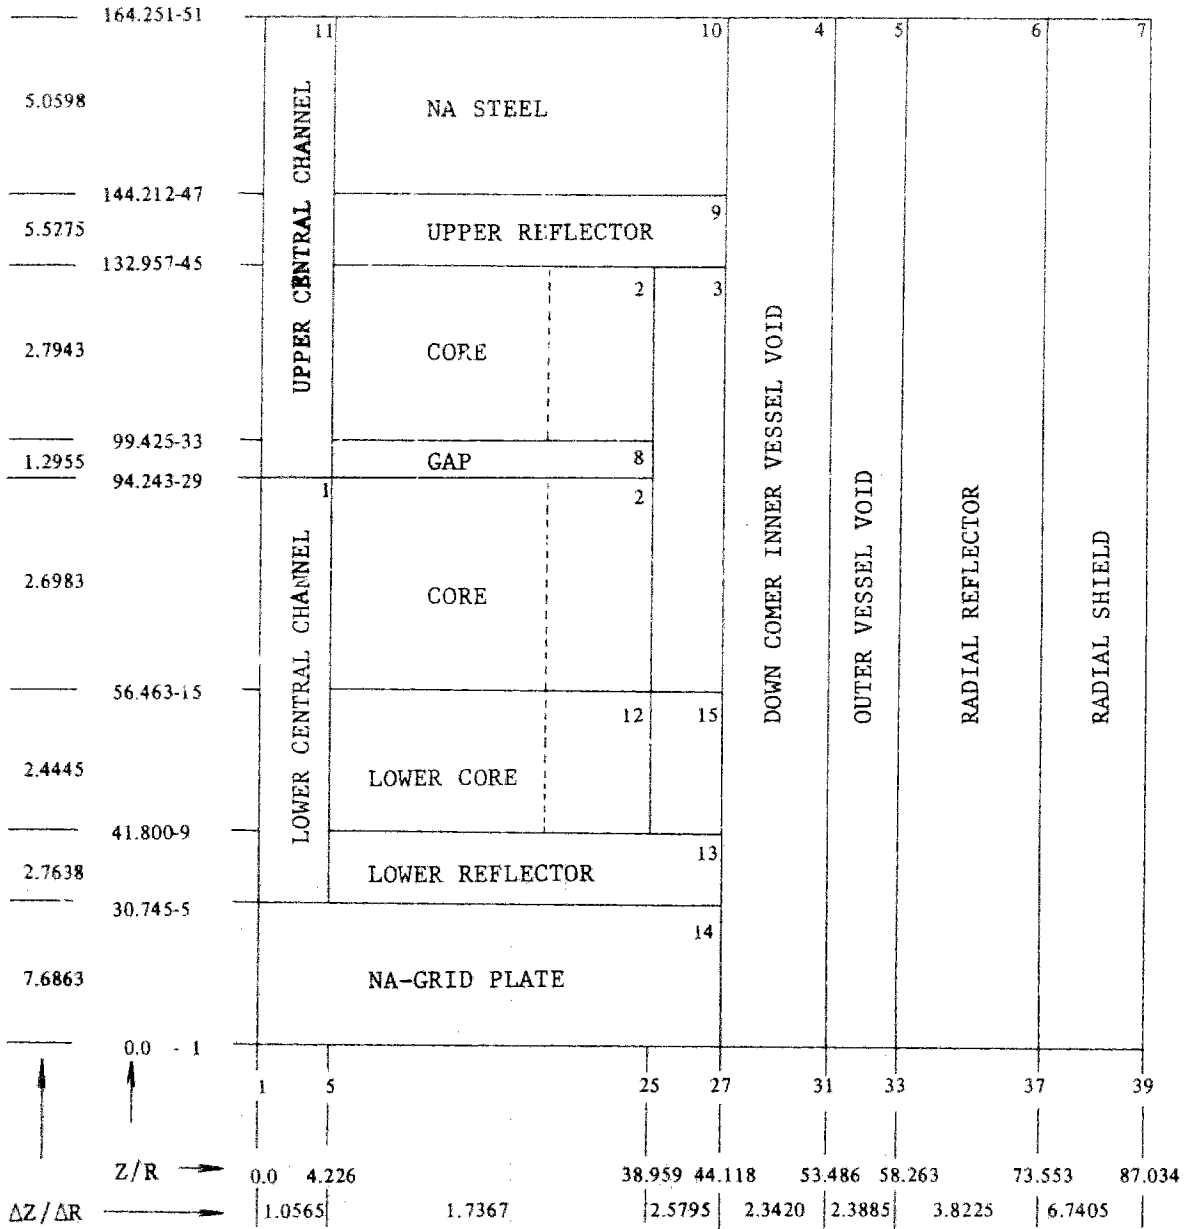 164.251-51
11
10
4
5
6
7
5.0598
NA STEEL
144.212-47
9
5.5275
UPPER REFLECTOR
132.957-45
2
3
2.7943
CORE
UPPER CENTRAL CHANNEL
99.425-33
1.2955
GAP
8
94.243-29
1
2
2.6983
CORE
LOWER CENTRAL CHANNEL
DOWN COMER INNER VESSEL VOID
OUTER VESSEL VOID
RADIAL REFLECTOR
RADIAL SHIELD
56.463-15
12
15
2.4445
LOWER CORE
41.800-9
13
2.7638
LOWER REFLECTOR
30.745-5
14
7.6863
NA-GRID PLATE
0.0 - 1
1 5 25 27 31 33 37 39
Z/R 0.0 4.226 38.959 44.118 53.486 58.263 73.553 87.034
ΔZ/ΔR 1.0565 1.7367 2.5795 2.3420 2.3885 3.8225 6.7405